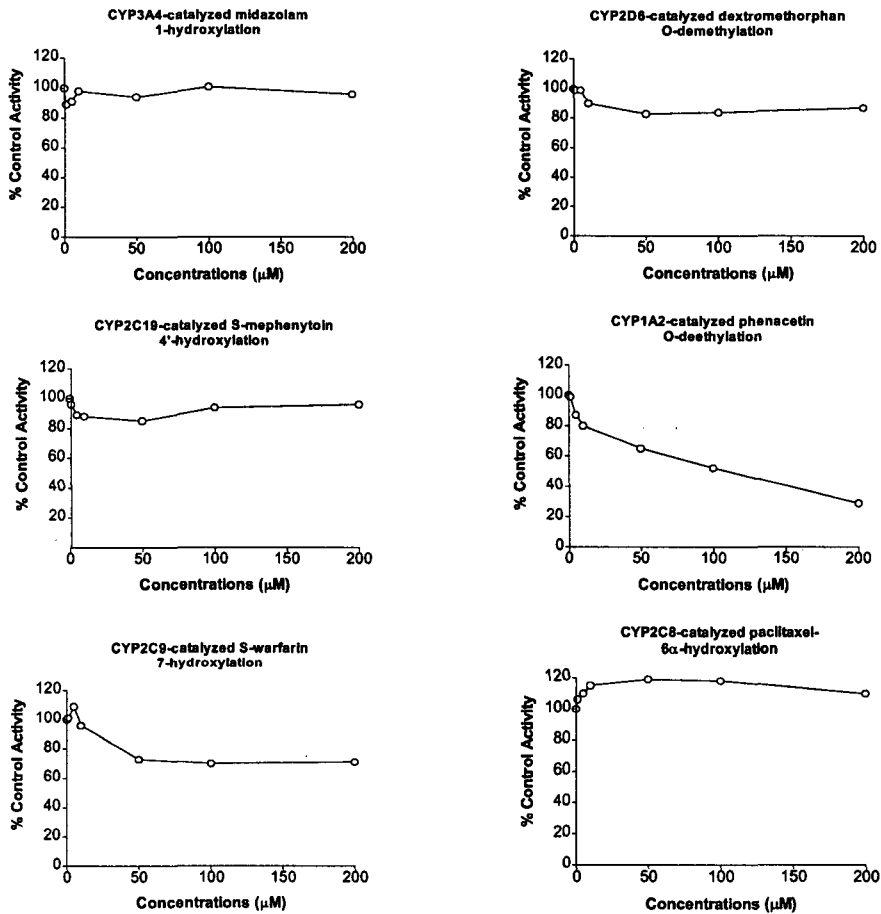 CYP3A4-catalyzed midazolam
1-hydroxylation
% Control Activity
120
100
80
60
40
20
0
0
50
100
150
200
Concentrations (μM)
CYP2D6-catalyzed dextromethorphan
O-demethylation
% Control Activity
120
100
80
60
40
20
0
0
50
100
150
200
Concentrations (μM)
CYP2C19-catalyzed S-mephenytoin
4'-hydroxylation
% Control Activity
120
100
80
60
40
20
0
50
100
150
200
Concentrations (μM)
CYP1A2-catalyzed phenacetin
O-deethylation
% Control Activity
120
100
80
60
40
20
0
0
50
100
150
200
Concentrations (μM)
CYP2C9-catalyzed S-warfarin
7-hydroxylation
% Control Activity
120
100
80
60
40
20
0
0
50
100
150
200
Concentrations (μM)
CYP2C8-catalyzed paclitaxel-
6α-hydroxylation
% Control Activity
120
100
80
60
40
20
0
0
50
100
150
200
Concentrations (μM)